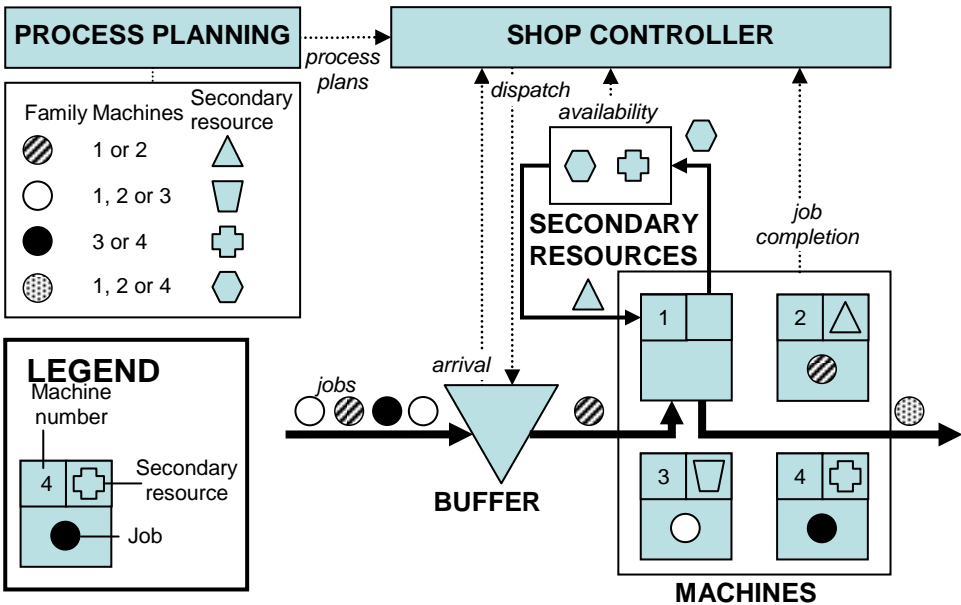 PROCESS PLANNING
SHOP CONTROLLER
process
plans
dispatch
availability
Family Machines
Secondary
resource
1 or 2
1, 2 or 3
3 or 4
1, 2 or 4
SECONDARY
RESOURCES
job
completion
LEGEND
Machine
number
4
Secondary
resource
Job
jobs
arrival
BUFFER
1
2
3
4
MACHINES